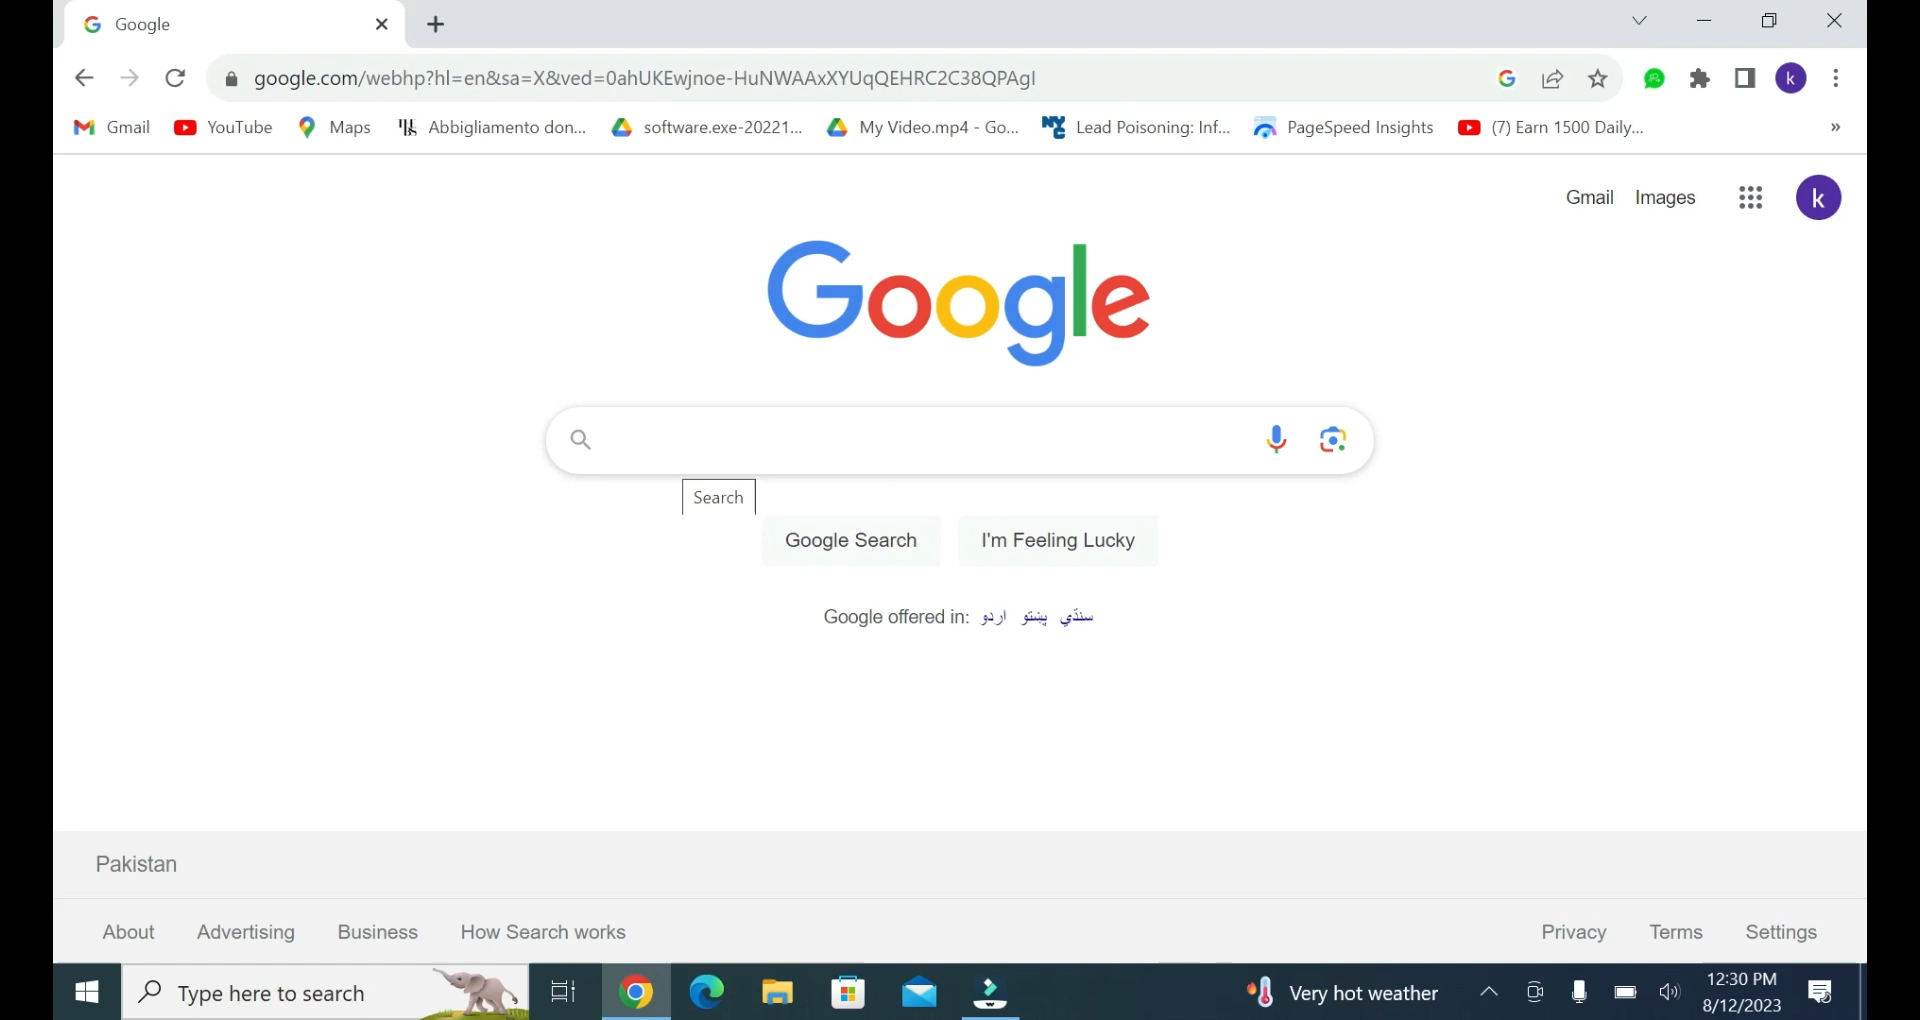 Google
google.com/webhp?hl=en&sa=X&ved=0ahUKEwjnoe-HuNWAAxXYUqQEHRC2C38QPAgI
k
Gmail YouTube Maps Abbigliamento don... software.exe-20221... My Video.mp4 - Go... NYC Lead Poisoning: Inf... PageSpeed Insights (7) Earn 1500 Daily... »
Gmail Images k
Google
Search
Google Search I'm Feeling Lucky
Google offered in: اردو پښتو سنڌي
Pakistan
About Advertising Business How Search works Privacy Terms Settings
Type here to search Very hot weather 12:30 PM
8/12/2023